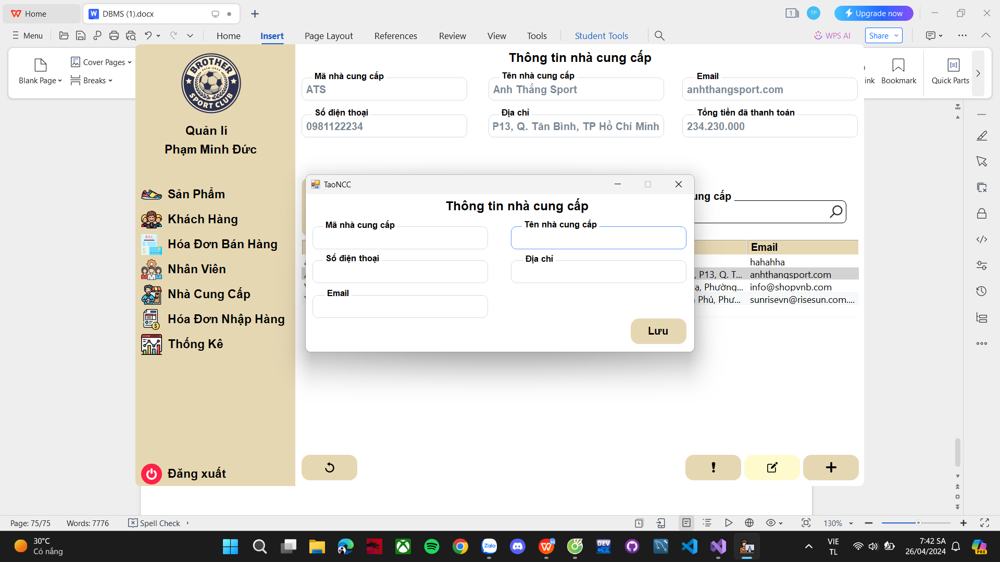 Home
DBMS (1).docx
1
TP
Upgrade now
Menu
Home
Insert
Page Layout
References
Review
View
Tools
Student Tools
WPS AI
Share
Blank Page
Cover Pages
Breaks
ink
Bookmark
Quick Parts
BROTHER
ESTD-2024
SPORT CLUB
Quản lí
Phạm Minh Đức
Sản Phẩm
Khách Hàng
BILL
Hóa Đơn Bán Hàng
Nhân Viên
Nhà Cung Cấp
Hóa Đơn Nhập Hàng
Thống Kê
Đăng xuất
Thông tin nhà cung cấp
Mã nhà cung cấp
ATS
Tên nhà cung cấp
Anh Thắng Sport
Email
anhthangsport.com
Số điện thoại
0981122234
Địa chỉ
P13, Q. Tân Bình, TP Hồ Chí Minh
Tổng tiền đã thanh toán
234.230.000
ung cấp
Email
hahahha
, P13, Q. T...
anhthangsport.com
ạ, Phường...
info@shopvnb.com
Phủ, Phư...
sunrisevn@risesun.com....
TaoNCC
Thông tin nhà cung cấp
Mã nhà cung cấp
Tên nhà cung cấp
Số điện thoại
Địa chỉ
Email
Lưu
Page: 75/75
Words: 7776
Spell Check
130%
30°C
Có nắng
Zalo
DEV
C++
VIE
TL
7:42 SA
26/04/2024
PRE